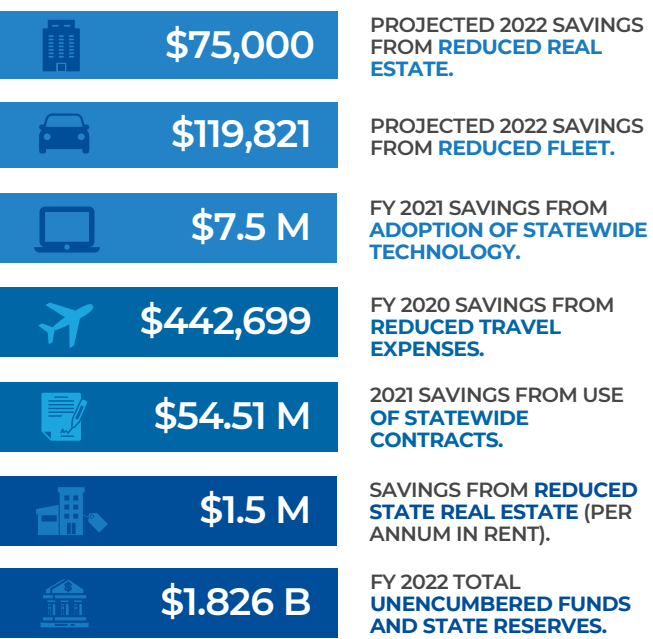 $75,000
PROJECTED 2022 SAVINGS
FROM REDUCED REAL
ESTATE.
$119,821
PROJECTED 2022 SAVINGS
FROM REDUCED FLEET.
$7.5 M
FY 2021 SAVINGS FROM
ADOPTION OF STATEWIDE
TECHNOLOGY.
$442,699
FY 2020 SAVINGS FROM
REDUCED TRAVEL
EXPENSES.
$54.51 M
2021 SAVINGS FROM USE
OF STATEWIDE
CONTRACTS.
$1.5 M
SAVINGS FROM REDUCED
STATE REAL ESTATE (PER
ANNUM IN RENT).
$1.826 B
FY 2022 TOTAL
UNENCUMBERED FUNDS
AND STATE RESERVES.